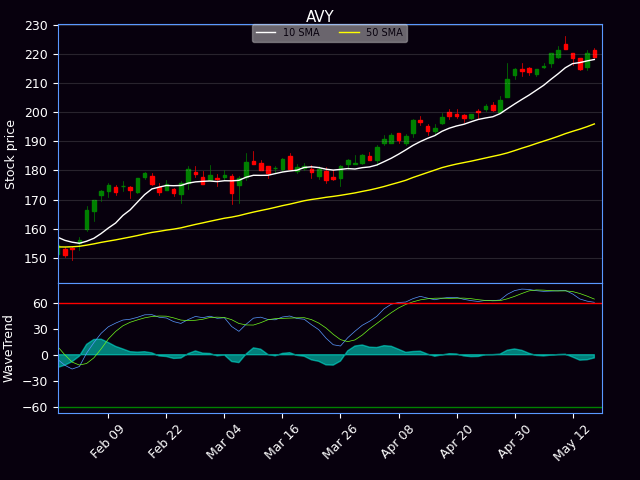 AVY
10 SMA
50 SMA
230
220
210
200
190
180
170
160
150
Stock price
60
30
0
−30
−60
WaveTrend
Feb 09
Feb 22
Mar 04
Mar 16
Mar 26
Apr 08
Apr 20
Apr 30
May 12